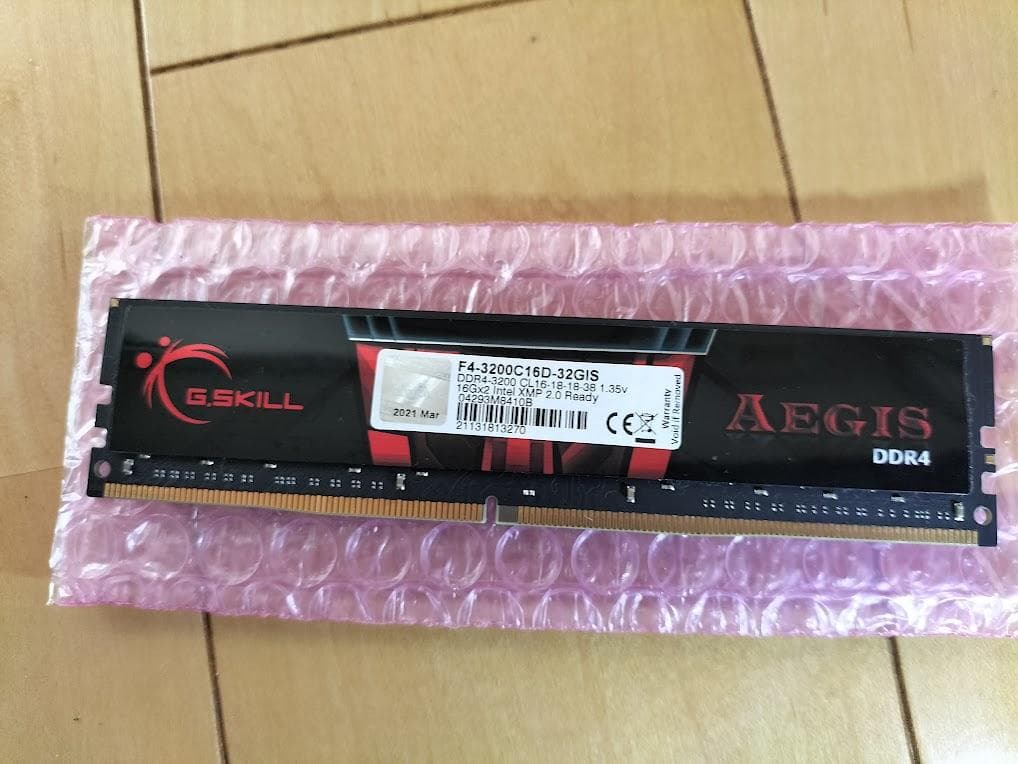 G.SKILL
2021 Mar
F4-3200C16D-32GIS
DDR4-3200 CL16-18-18-38 1.35v
16Gx2 Intel XMP 2.0 Ready
04293M8410B
21131813270
CE
Warranty
Void if Removed
AEGIS
DDR4